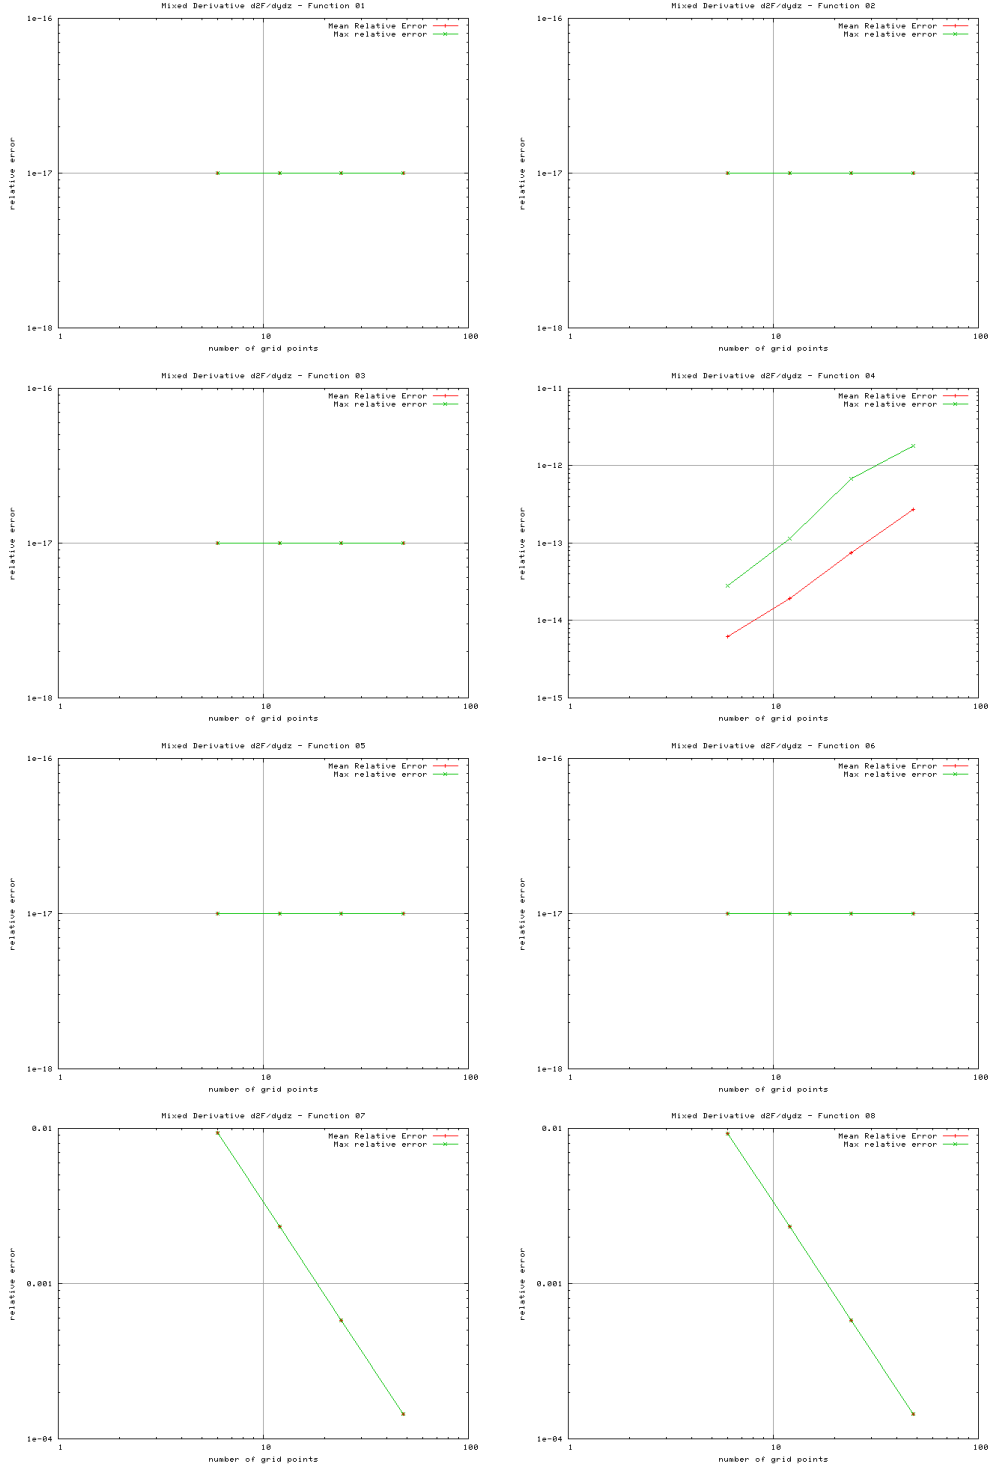 Mixed Derivative d2F/dydz - Function 01
1e-16
Mean Relative Error
Max relative error
relative error
1e-17
1e-18
1 10 100
number of grid points
Mixed Derivative d2F/dydz - Function 02
1e-16
Mean Relative Error
Max relative error
relative error
1e-17
1e-18
1 10 100
number of grid points
Mixed Derivative d2F/dydz - Function 03
1e-16
Mean Relative Error
Max relative error
relative error
1e-17
1e-18
1 10 100
number of grid points
Mixed Derivative d2F/dydz - Function 04
1e-11
Mean Relative Error
Max relative error
1e-12
relative error
1e-13
1e-14
1e-15
1 10 100
number of grid points
Mixed Derivative d2F/dydz - Function 05
1e-16
Mean Relative Error
Max relative error
relative error
1e-17
1e-18
1 10 100
number of grid points
Mixed Derivative d2F/dydz - Function 06
1e-16
Mean Relative Error
Max relative error
relative error
1e-17
1e-18
1 10 100
number of grid points
Mixed Derivative d2F/dydz - Function 07
0.01
Mean Relative Error
Max relative error
relative error
0.001
1e-04
1 10 100
number of grid points
Mixed Derivative d2F/dydz - Function 08
0.01
Mean Relative Error
Max relative error
relative error
0.001
1e-04
1 10 100
number of grid points